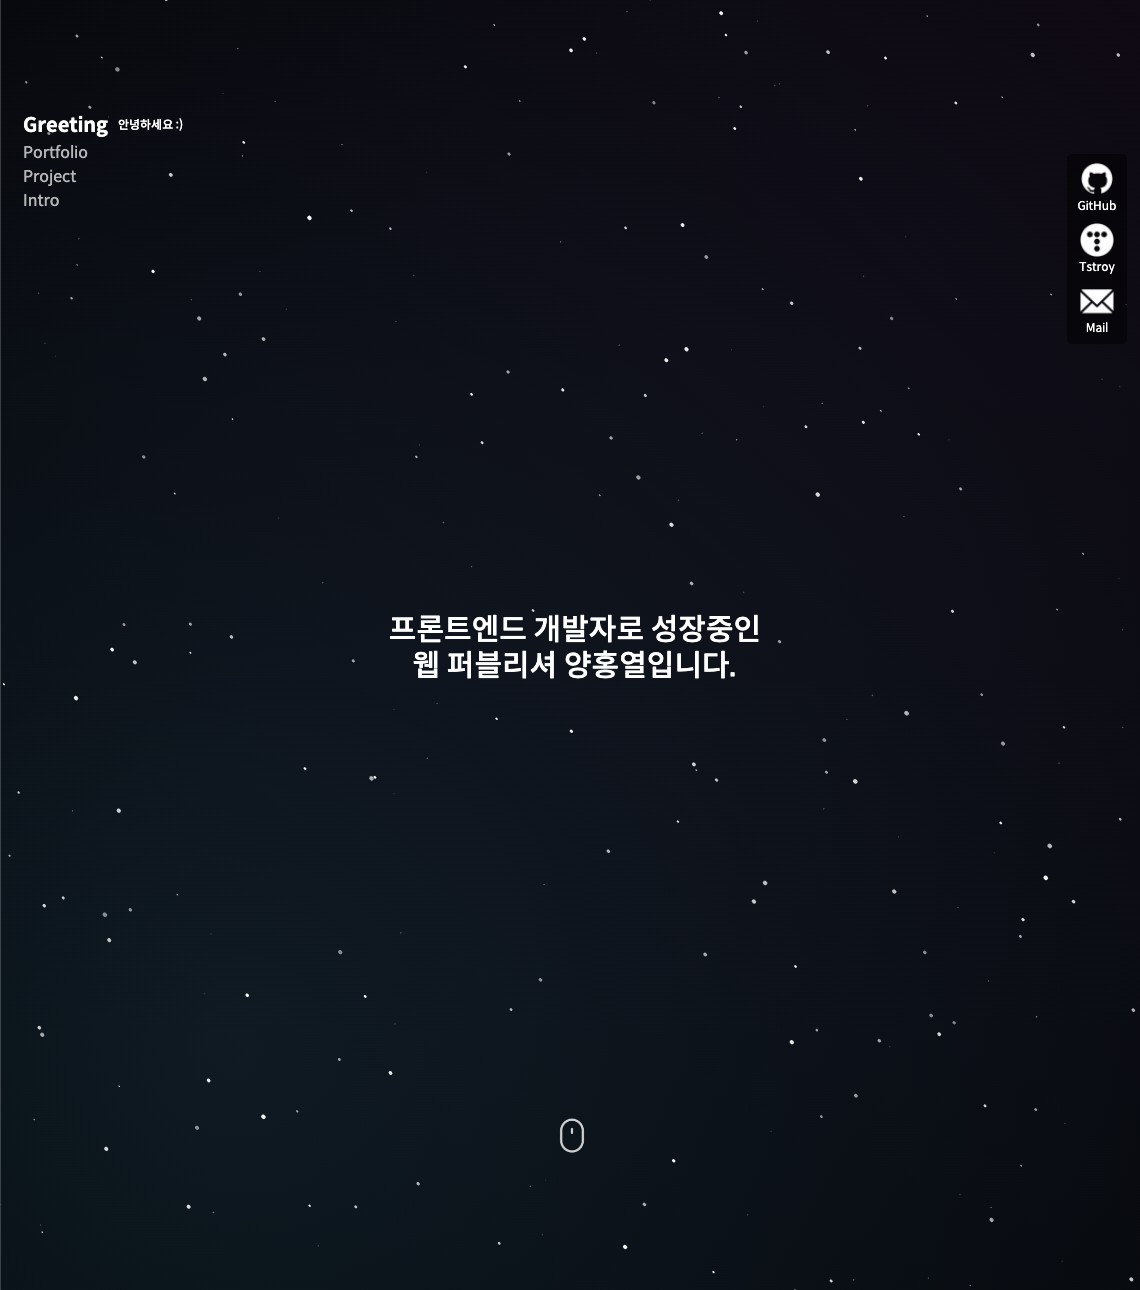 Greeting 안녕하세요 :)
Portfolio
Project
Intro
GitHub
Tstroy
Mail
프론트엔드 개발자로 성장중인
웹 퍼블리셔 양홍열입니다.